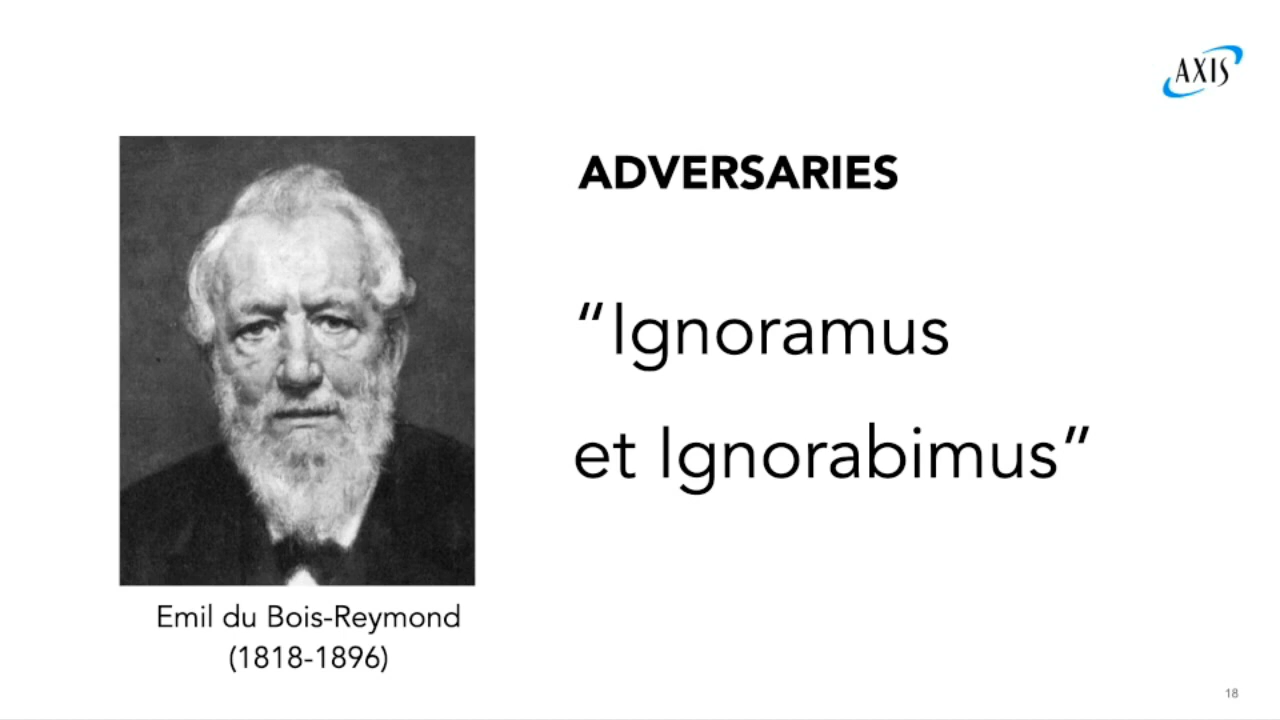 AXIS
ADVERSARIES
“Ignoramus
et Ignorabimus”
Emil du Bois-Reymond
(1818-1896)
18